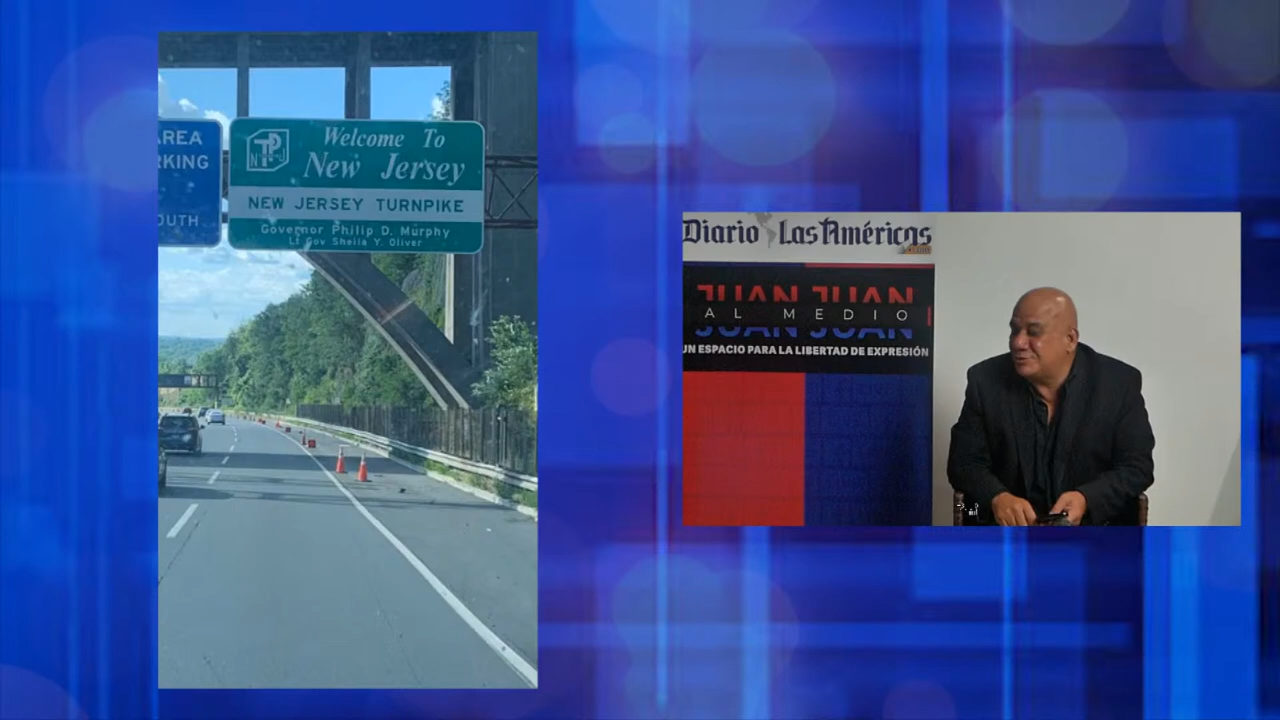 AREA
RKING
OUTH
NTP
Welcome To
New Jersey
NEW JERSEY TURNPIKE
Governor Philip D. Murphy
Lt Gov Sheila Y. Oliver
Diario Las Américas
JUAN JUAN
AL MEDIO
JUAN JUAN
UN ESPACIO PARA LA LIBERTAD DE EXPRESIÓN